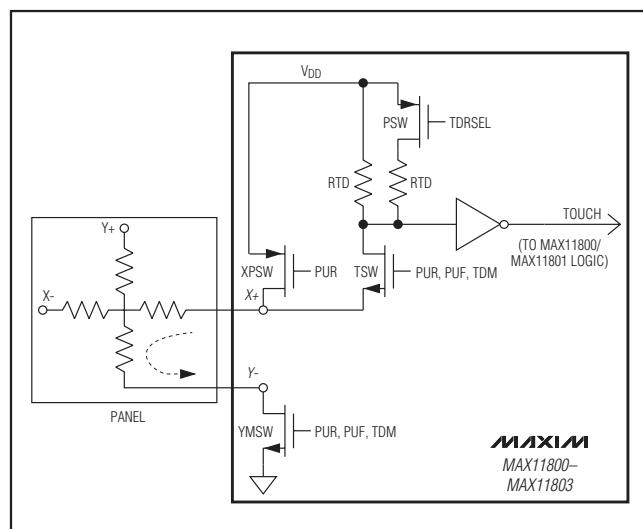 VDD
PSW
TDRSEL
RTD
RTD
TOUCH
(TO MAX11800/
MAX11801 LOGIC)
Y+
XPSW
PUR
TSW
PUR, PUF, TDM
X-
X+
Y-
PANEL
YMSW
PUR, PUF, TDM
MAXIM
MAX11800–
MAX11803